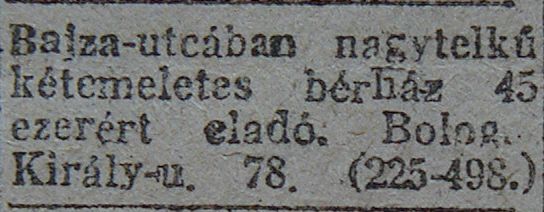 Bajza-utcában nagytelkű
kétemeletes bérház 45
ezerért eladó. Bolog.
Király-u. 78. (225-498.)